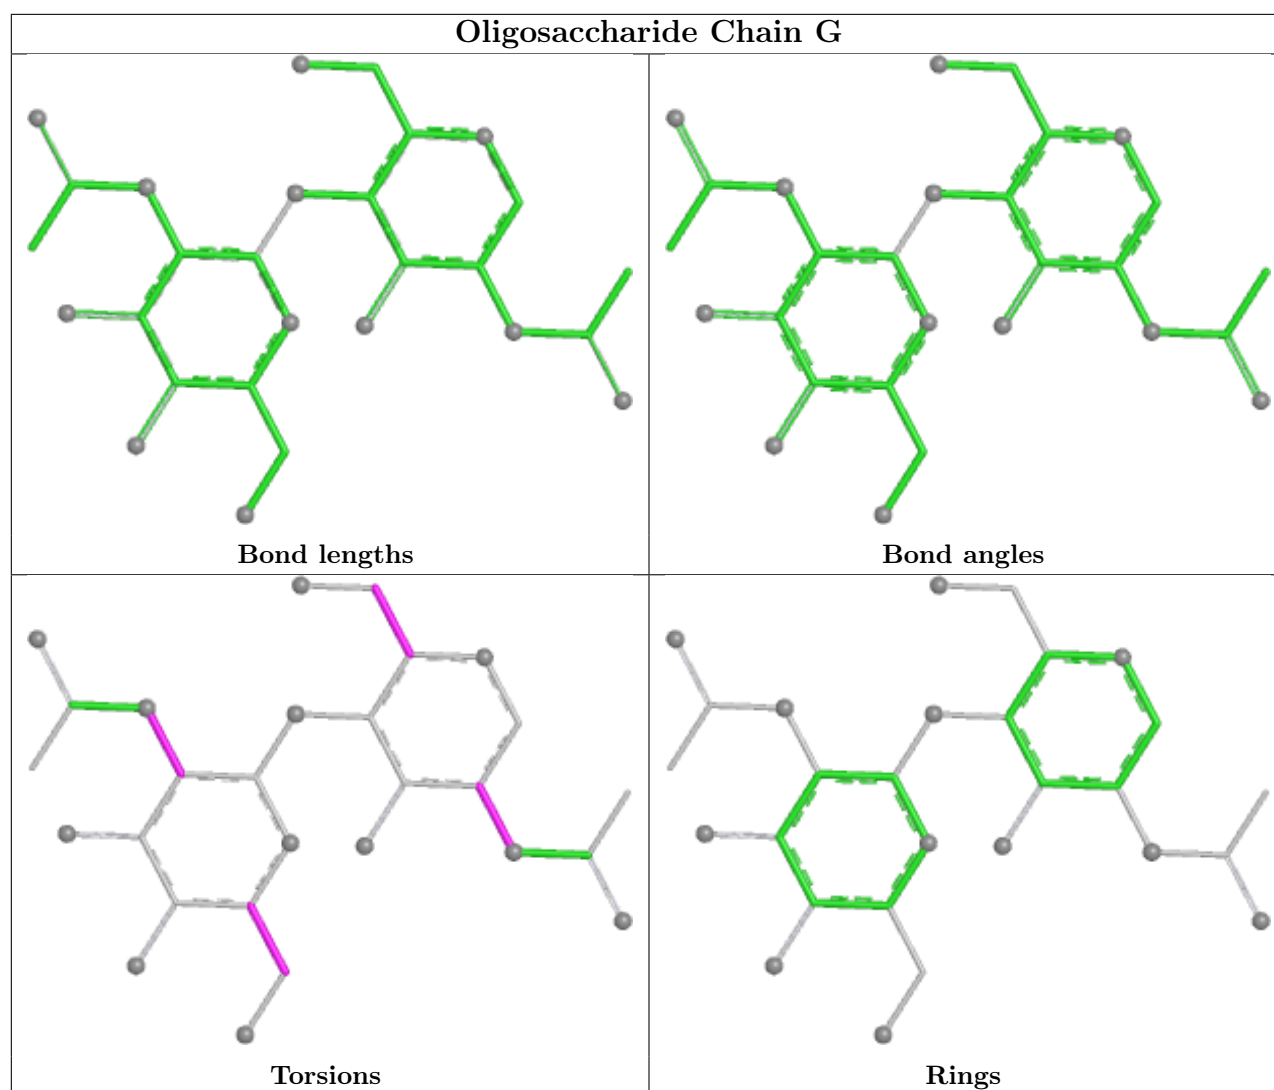 Oligosaccharide Chain G
Bond lengths
Bond angles
Torsions
Rings